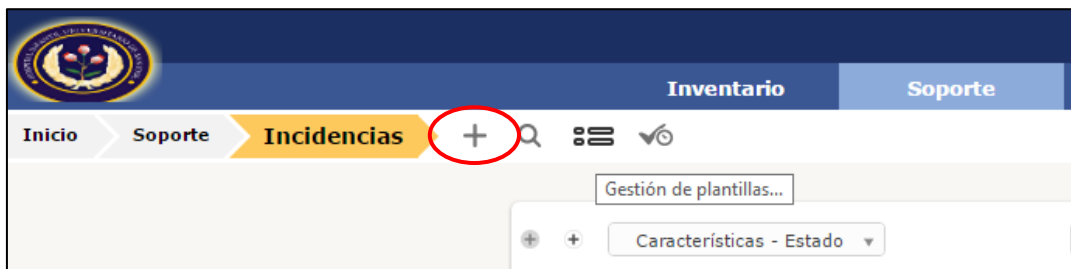 Inventario Soporte
Inicio Soporte Incidencias
Gestión de plantillas...
Características - Estado